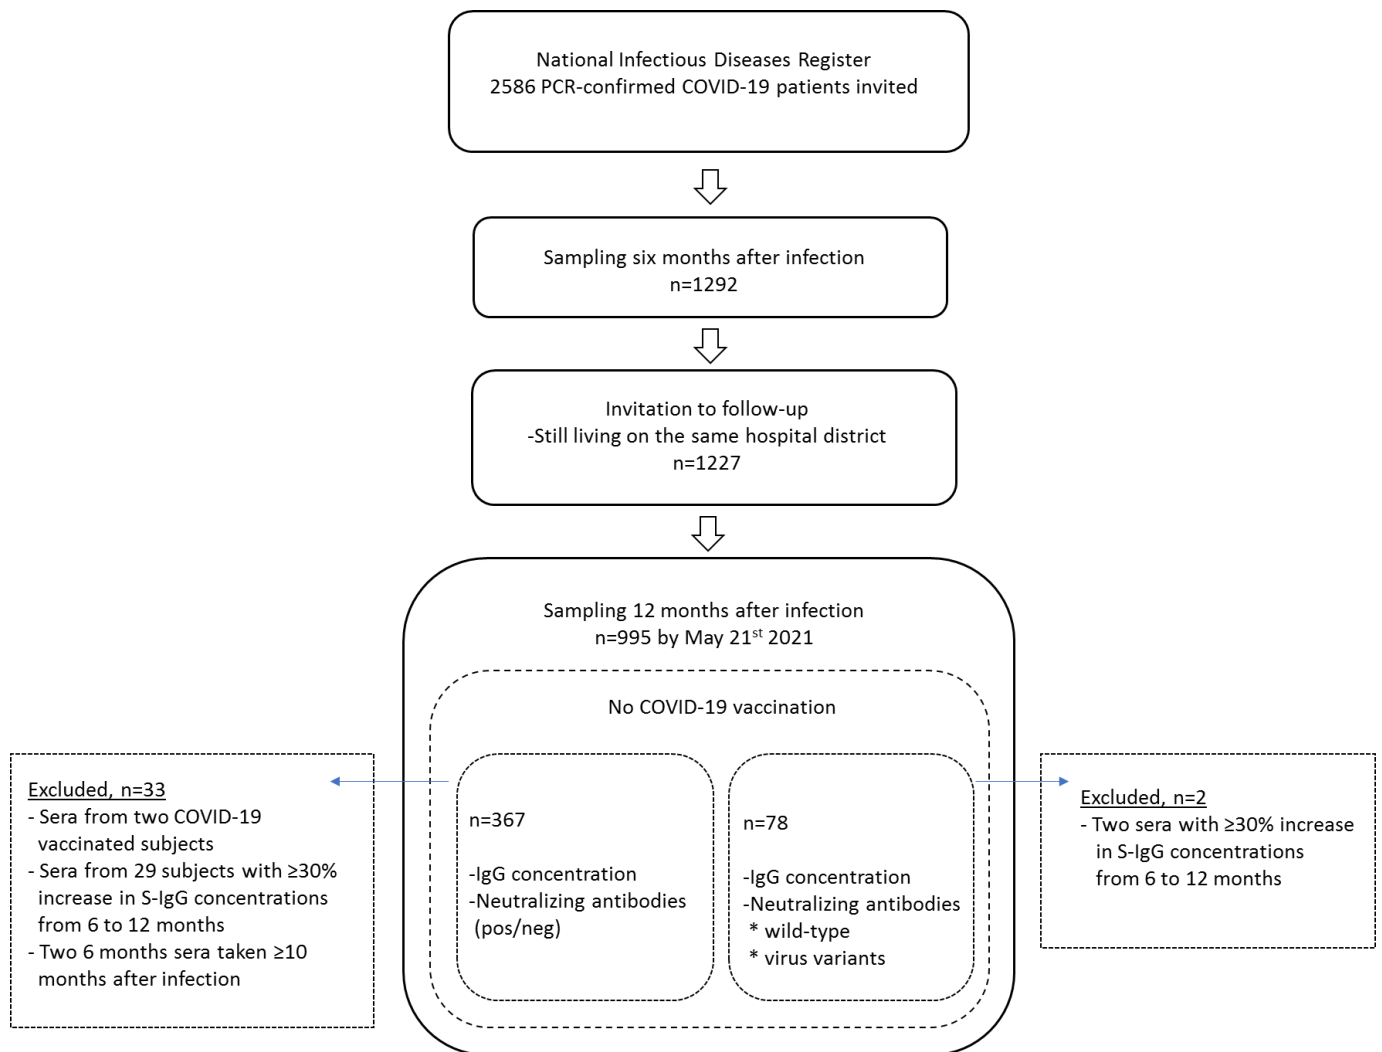 National Infectious Diseases Register
2586 PCR-confirmed COVID-19 patients invited
Sampling six months after infection
n=1292
Invitation to follow-up
-Still living on the same hospital district
n=1227
Sampling 12 months after infection
n=995 by May 21st 2021
No COVID-19 vaccination
Excluded, n=33
- Sera from two COVID-19
vaccinated subjects
- Sera from 29 subjects with ≥30%
increase in S-IgG concentrations
from 6 to 12 months
- Two 6 months sera taken ≥10
months after infection
n=367
-IgG concentration
-Neutralizing antibodies
(pos/neg)
n=78
-IgG concentration
-Neutralizing antibodies
* wild-type
* virus variants
Excluded, n=2
- Two sera with ≥30% increase
in S-IgG concentrations
from 6 to 12 months